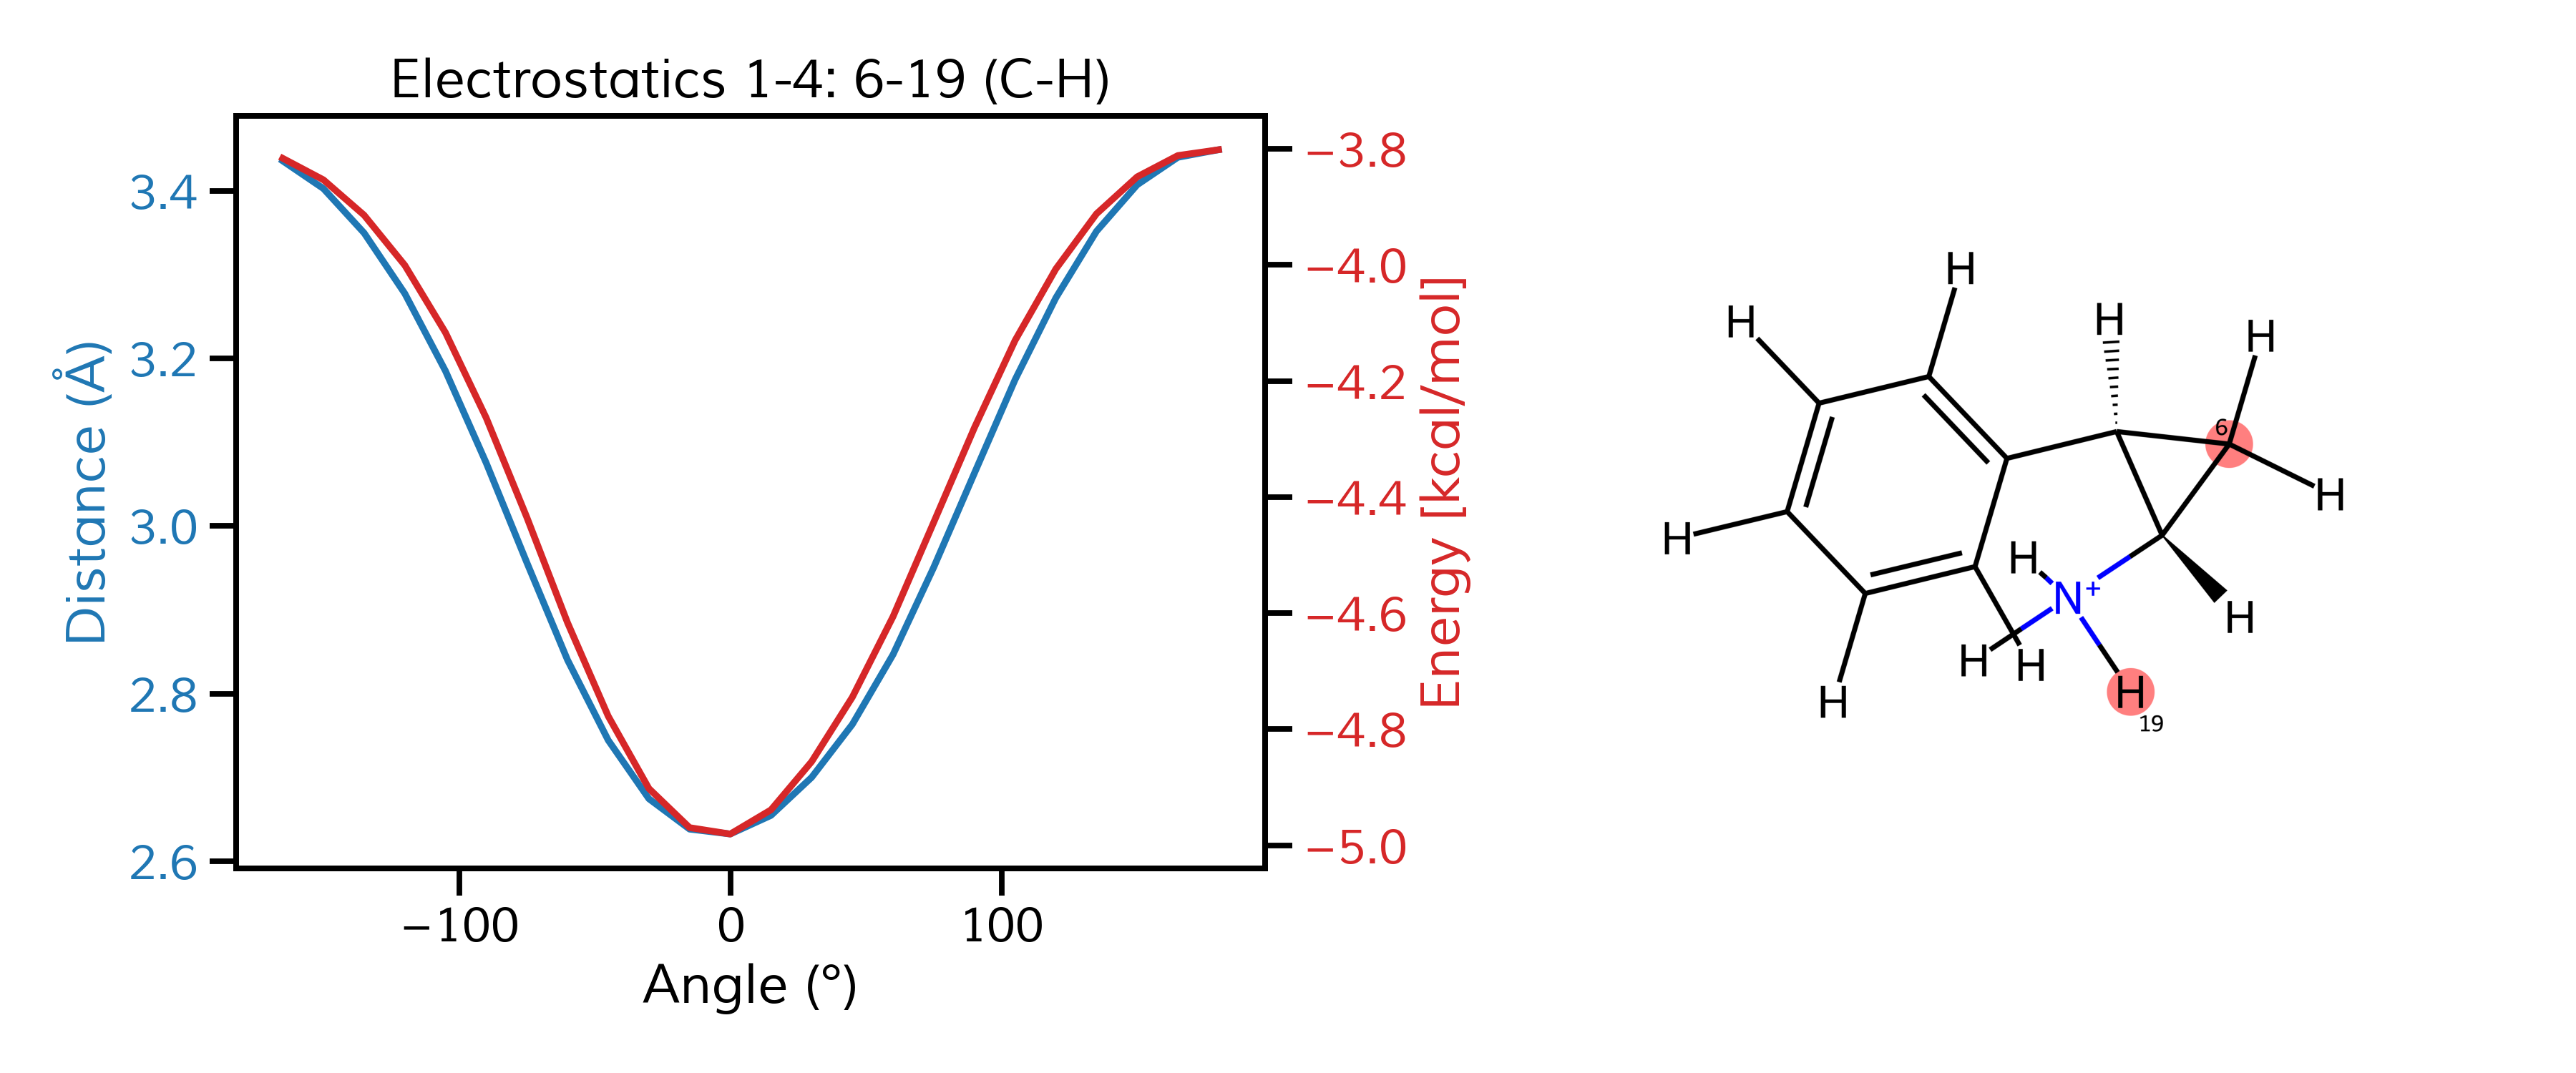 Electrostatics 1-4: 6-19 (C-H)
Distance (Å)
3.4
3.2
3.0
2.8
2.6
−100
0
100
Angle (°)
−3.8
−4.0
−4.2
−4.4
−4.6
−4.8
−5.0
Energy [kcal/mol]
H
H
H
H
H
6
H
H
N+
H
H
H
H
H
19